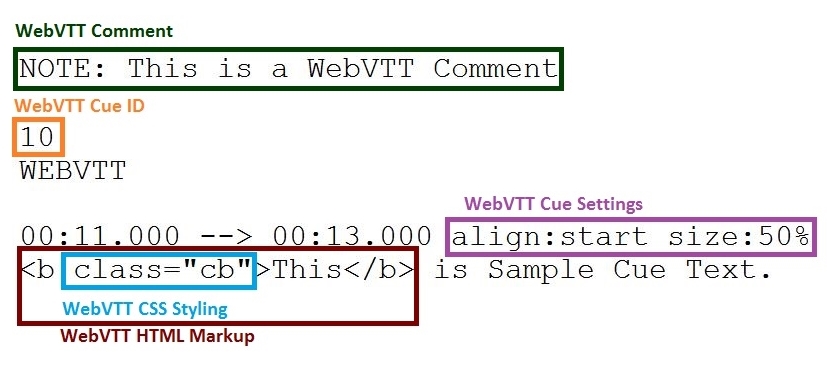 WebVTT Comment
NOTE: This is a WebVTT Comment
WebVTT Cue ID
10
WEBVTT
WebVTT Cue Settings
00:11.000 --> 00:13.000 align:start size:50%
<b class="cb">This</b> is Sample Cue Text.
WebVTT CSS Styling
WebVTT HTML Markup